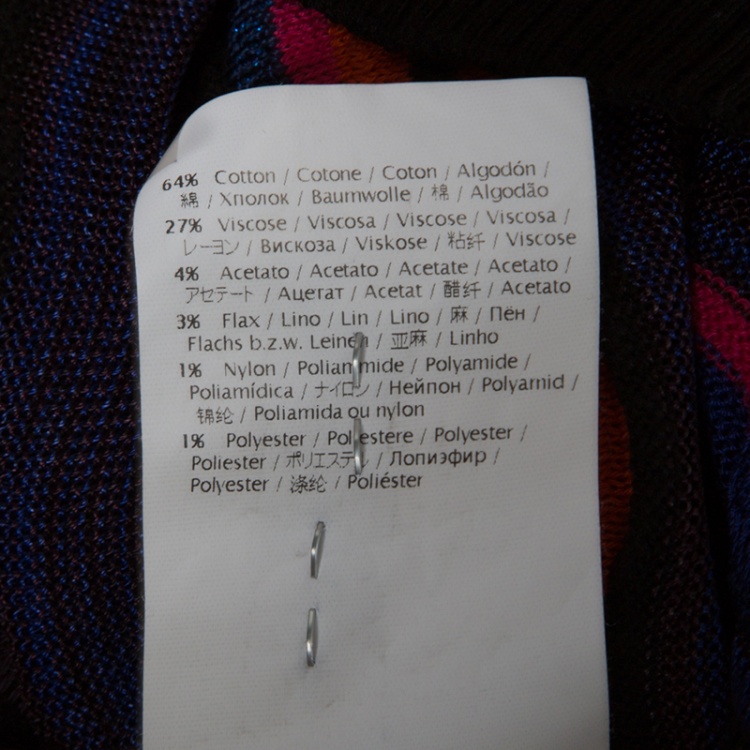 64% Cotton / Cotone / Coton / Algodón /
綿 / Хполок / Baumwolle / 棉 / Algodão
27% Viscose / Viscosa / Viscose / Viscosa /
レーヨン / Вискоза / Viskose / 粘纤 / Viscose
4% Acetato / Acetato / Acetate / Acetato /
アセテート / Ацетат / Acetat / 醋纤 / Acetato
3% Flax / Lino / Lin / Lino / 麻 / Пён /
Flachs b.z.w. Leinen / 亚麻 / Linho
1% Nylon / Poliammide / Polyamide /
Poliamídica / ナイロン / Нейпон / Polyamid /
锦纶 / Poliamida ou nylon
1% Polyester / Poliestere / Polyester /
Poliester / ポリエステル / Лопиэфир /
Polyester / 涤纶 / Poliéster